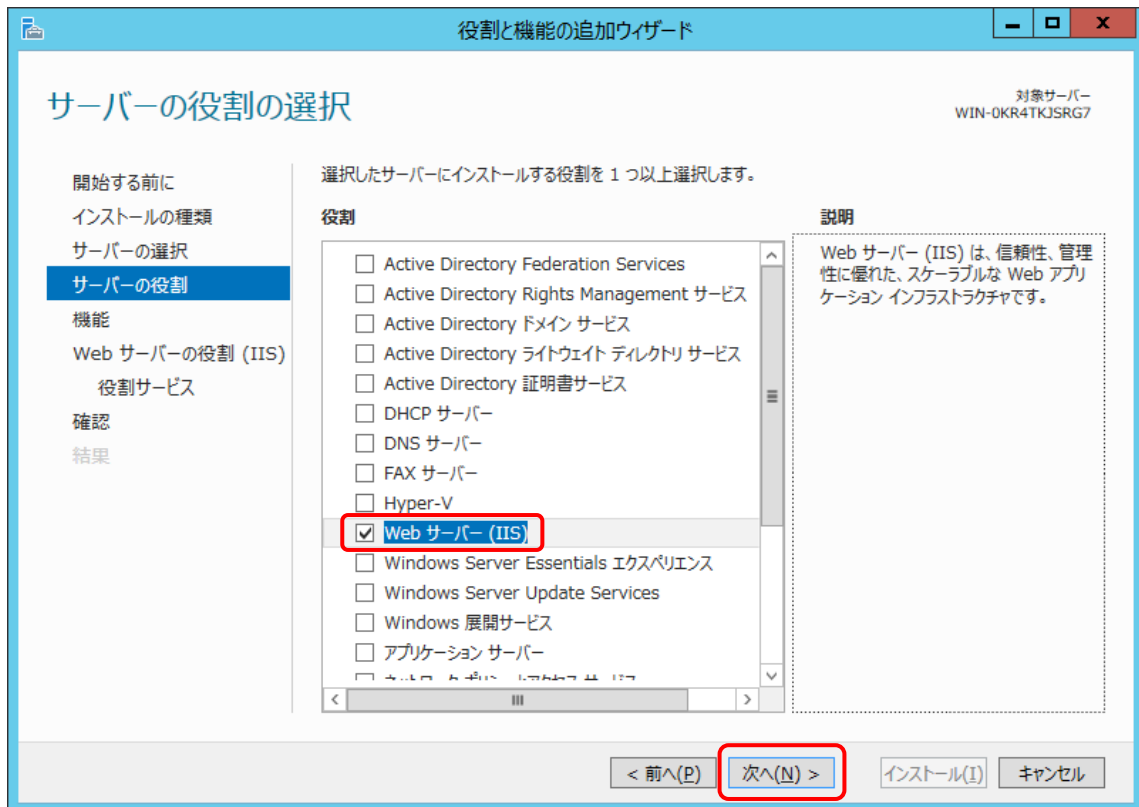 役割と機能の追加ウィザード
サーバーの役割の選択
対象サーバー
WIN-0KR4TKJSRG7
開始する前に
インストールの種類
サーバーの選択
サーバーの役割
機能
Web サーバーの役割 (IIS)
役割サービス
確認
結果
選択したサーバーにインストールする役割を 1 つ以上選択します。
役割
Active Directory Federation Services
Active Directory Rights Management サービス
Active Directory ドメイン サービス
Active Directory ライトウェイト ディレクトリ サービス
Active Directory 証明書サービス
DHCP サーバー
DNS サーバー
FAX サーバー
Hyper-V
Web サーバー (IIS)
Windows Server Essentials エクスペリエンス
Windows Server Update Services
Windows 展開サービス
アプリケーション サーバー
説明
Web サーバー (IIS) は、信頼性、管理
性に優れた、スケーラブルな Web アプリ
ケーション インフラストラクチャです。
< 前へ(P)
次へ(N) >
インストール(I)
キャンセル